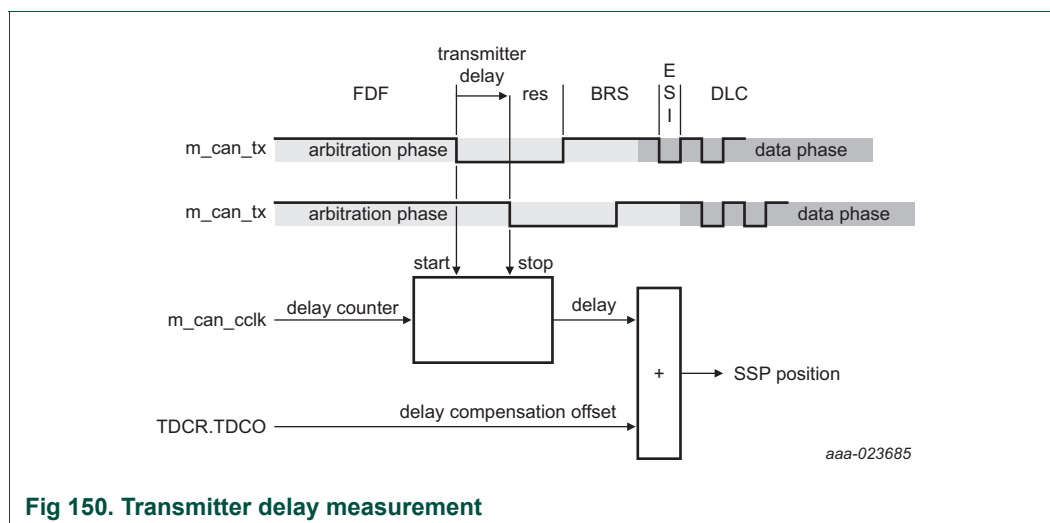 transmitter
delay
FDF
res
BRS
E
S
I
DLC
m_can_tx
arbitration phase
data phase
m_can_tx
arbitration phase
data phase
start
stop
m_can_cclk
delay counter
delay
+
SSP position
TDCR.TDCO
delay compensation offset
aaa-023685
Fig 150. Transmitter delay measurement